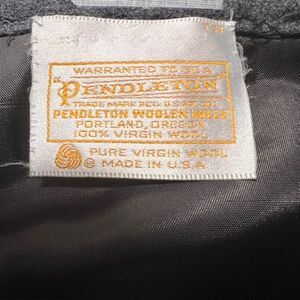 WARRANTED TO BE A
"PENDLETON"
TRADE MARK REG. U.S. PAT. OFF.
PENDLETON WOOLEN MILLS
PORTLAND, OREGON
100% VIRGIN WOOL
PURE VIRGIN WOOL
® MADE IN U.S.A.